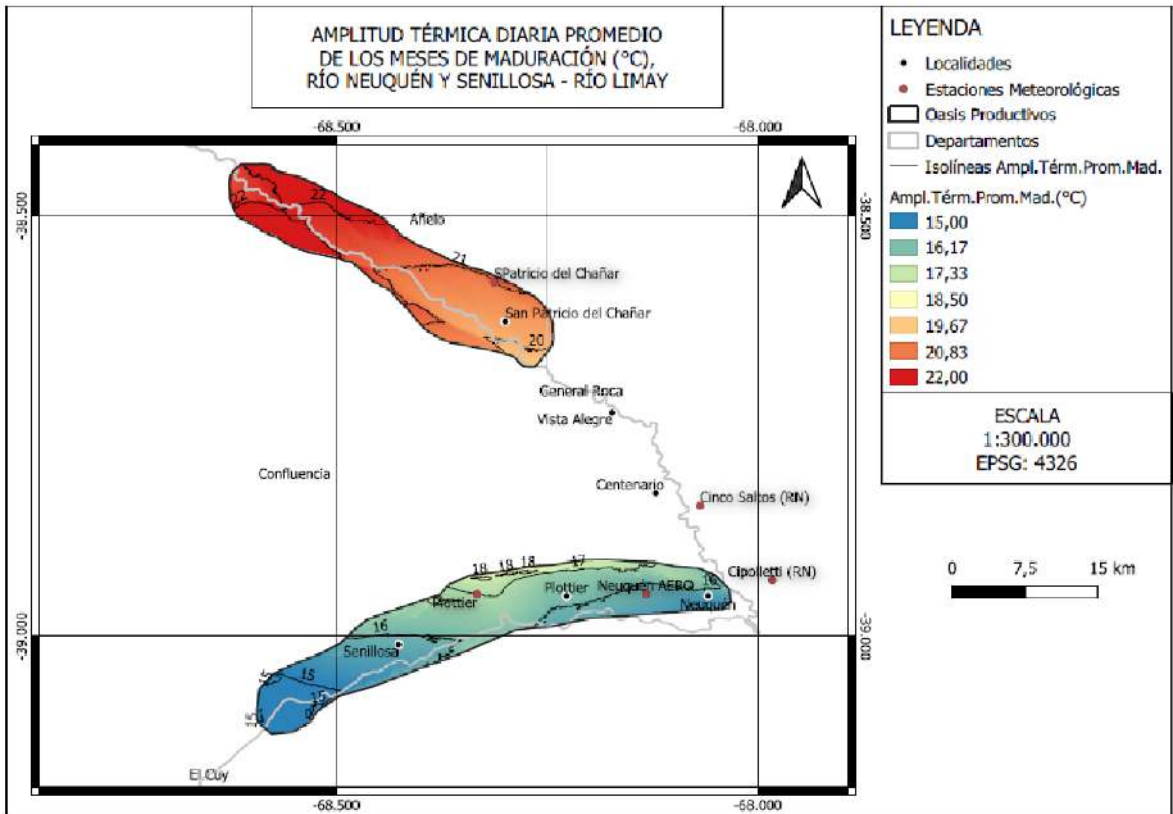 AMPLITUD TÉRMICA DIARIA PROMEDIO
DE LOS MESES DE MADURACIÓN (°C),
RÍO NEUQUÉN Y SENILLOSA - RÍO LIMAY
LEYENDA
Localidades
Estaciones Meteorológicas
Oasis Productivos
Departamentos
Isolíneas Ampl.Térm.Prom.Mad.
Ampl.Térm.Prom.Mad.(°C)
15,00
16,17
17,33
18,50
19,67
20,83
22,00
ESCALA
1:300.000
EPSG: 4326
0 7,5 15 km
-68.500 -68.000
-38.500 -38.500
22 22
Añelo
21
SPatricio del Chañar
San Patricio del Chañar
20
General Roca
Vista Alegre
Confluencia
Centenario
Cinco Saltos (RN)
18 18 18 17
Cipolletti (RN)
Plottier Plottier Neuquén AERO 16
Neuquén
16
-39.000 -39.000
Senillosa
15 15
15
15
El Cuy
-68.500 -68.000